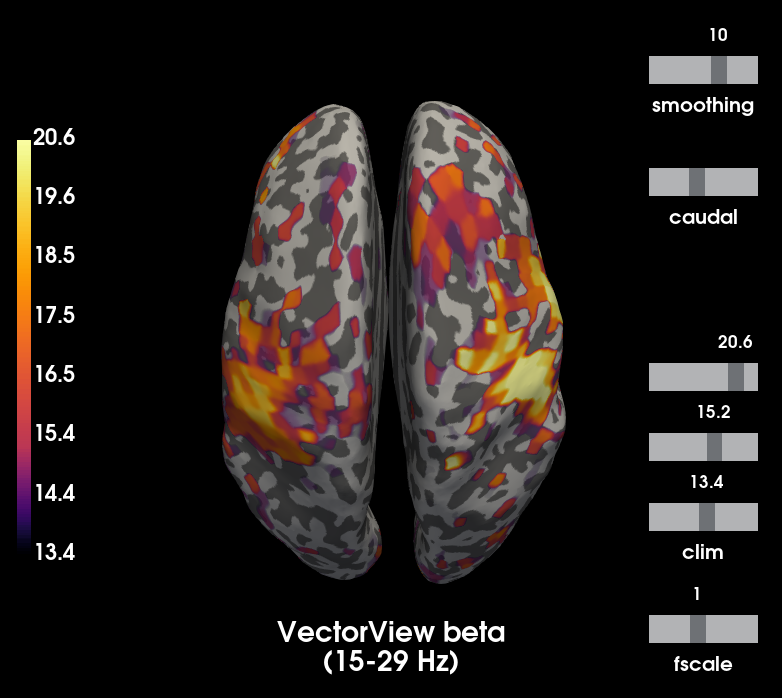 20.6
19.6
18.5
17.5
16.5
15.4
14.4
13.4
10
smoothing
caudal
20.6
15.2
13.4
clim
1
fscale
VectorView beta
(15-29 Hz)